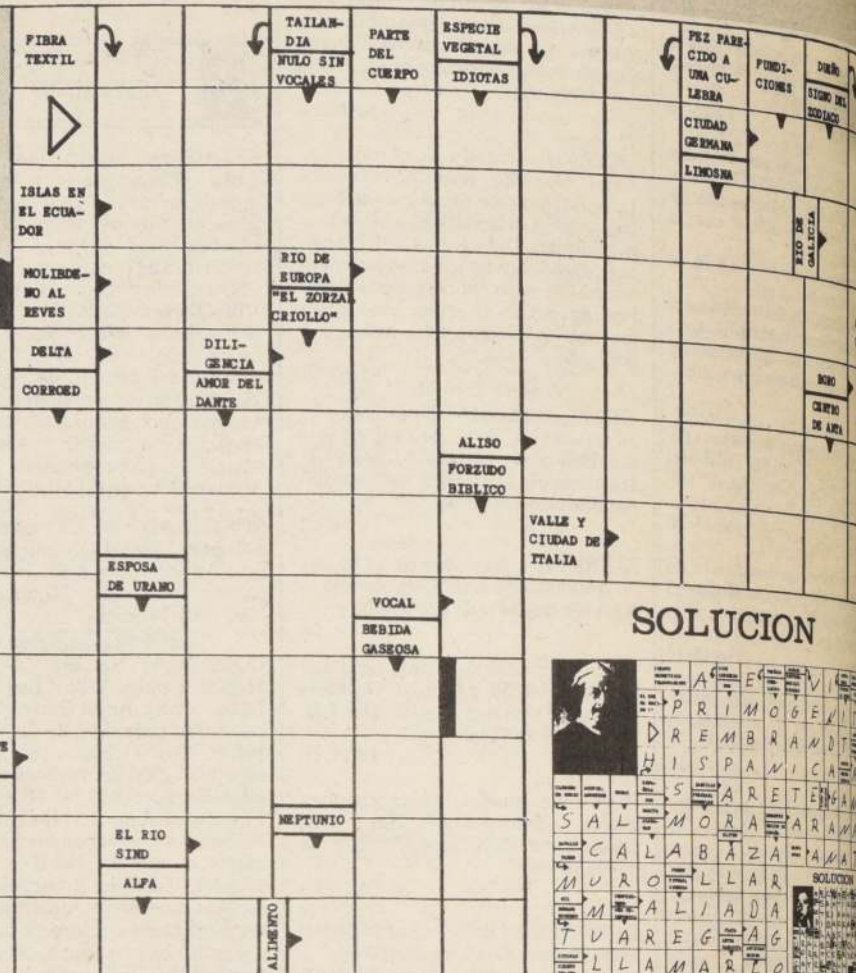 FIBRA
TEXTIL
TAILAN-
DIA
NULO SIN
VOCALES
PARTE
DEL
CUERPO
ESPECIE
VEGETAL
IDIOTAS
PEZ PARE-
CIDO A
UNA CU-
LEBRA
FUNDI-
CIONES
DUEÑO
SIGNO DEL
ZODIACO
CIUDAD
GERMANA
LIMOSNA
ISLAS EN
EL ECUA-
DOR
RIO DE
GALICIA
MOLIBDE-
NO AL
REVES
RIO DE
EUROPA
"EL ZORZAL
CRIOLLO"
DELTA
CORROED
DILI-
GENCIA
AMOR DEL
DANTE
BORO
CENTRO
DE ANTA
ALISO
FORZUDO
BIBLICO
VALLE Y
CIUDAD DE
ITALIA
ESPOSA
DE URANO
VOCAL
BEBIDA
GASEOSA
SOLUCION
A E V I
P R I M O G E N I T
R E M B R A N D T
H I S P A N I C A
S A R E T E G A N
S A L M O R A A R A N
C A L A B A Z A A N A
M U R O L L A R
SOLUCION
M A L I A D A
T U A R E G A G
L L A M A R L O
EL RIO
SIND
ALFA
NEPTUNIO
ALIMENTO